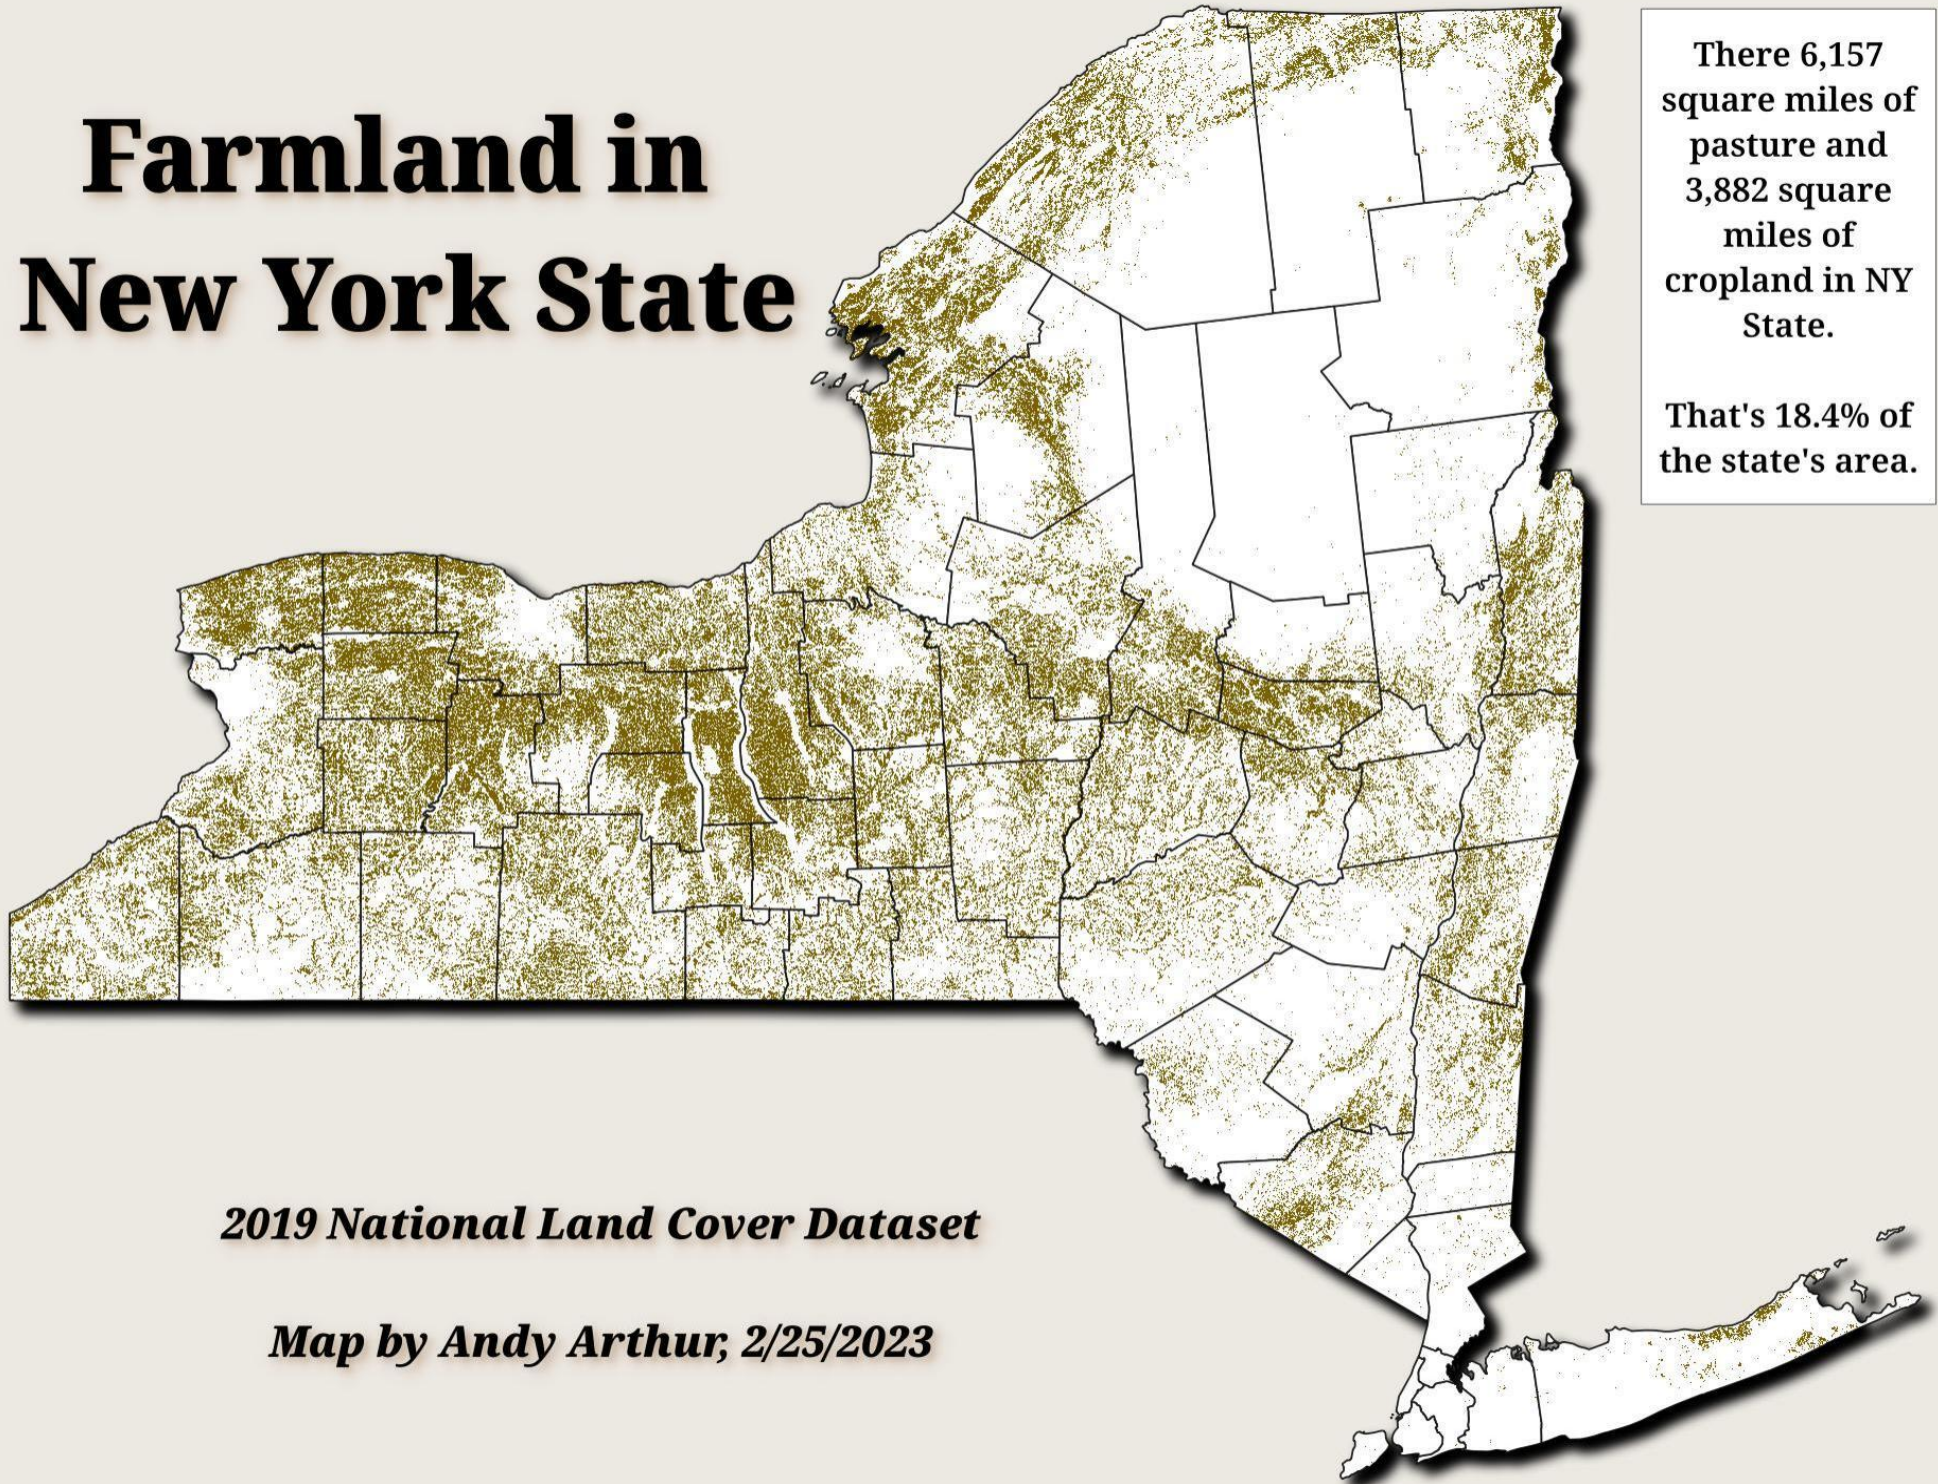 Farmland in
New York State
There 6,157
square miles of
pasture and
3,882 square
miles of
cropland in NY
State.
That's 18.4% of
the state's area.
2019 National Land Cover Dataset
Map by Andy Arthur, 2/25/2023